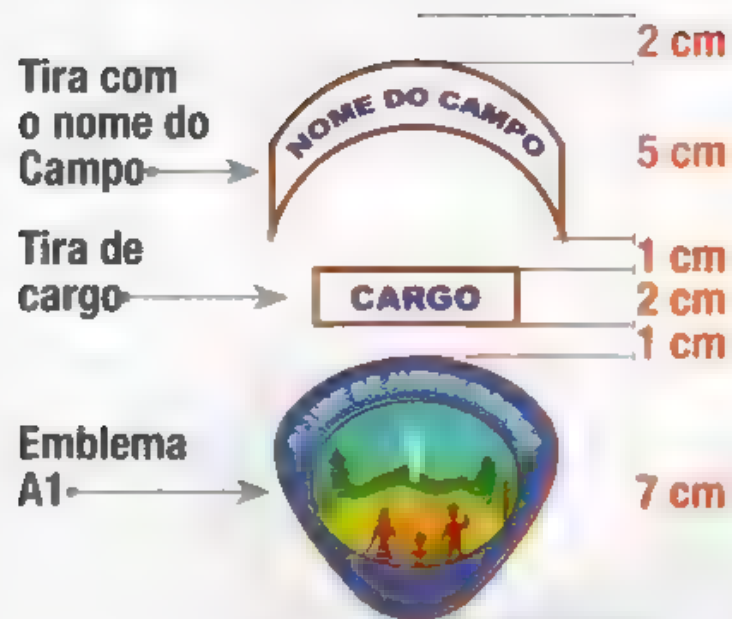 2 cm
Tira com
o nome do
Campo
NOME DO CAMPO
5 cm
Tira de
cargo
CARGO
1 cm
2 cm
1 cm
Emblema
A1
7 cm